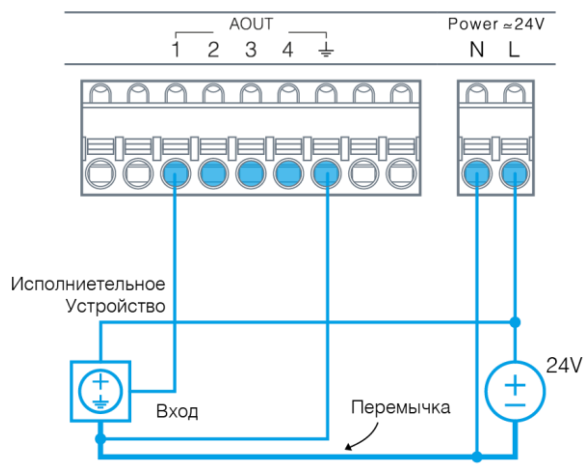 AOUT
Power ≃24V
1 2 3 4 ⏚
N L
Исполниетельное
Устройство
24V
Вход
Перемычка